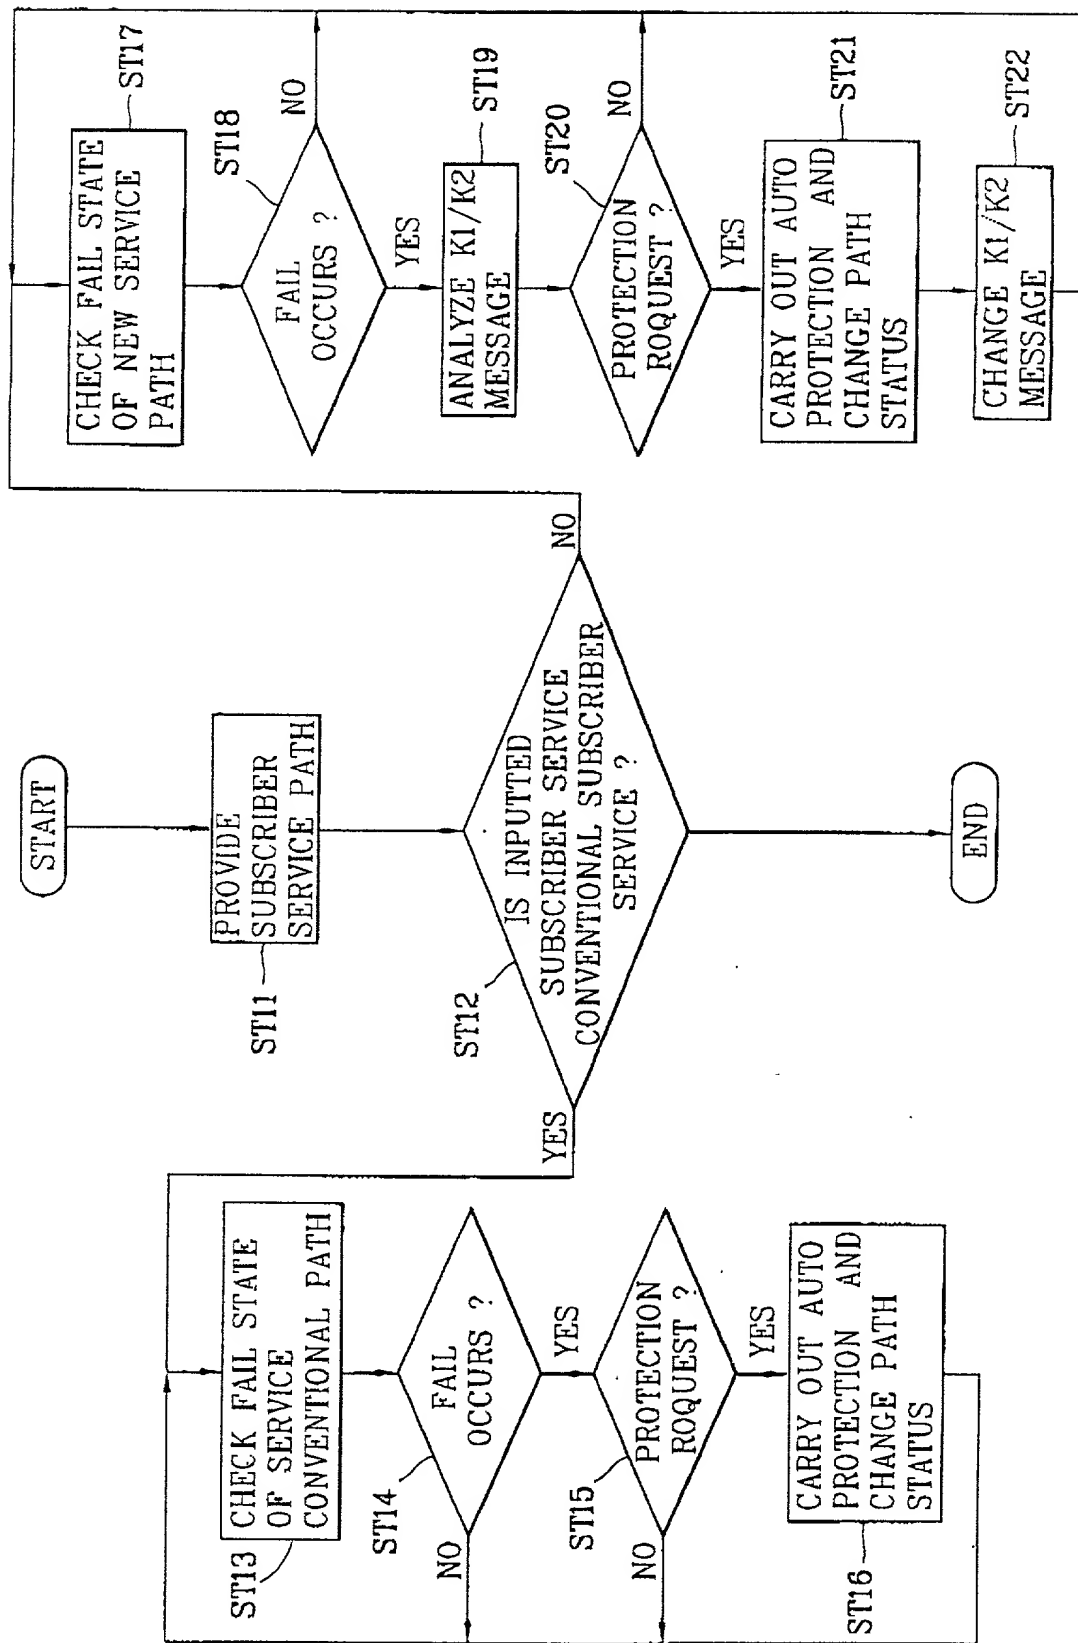 START
PROVIDE
SUBSCRIBER
SERVICE PATH
ST11
IS INPUTTED
SUBSCRIBER SERVICE
CONVENTIONAL SUBSCRIBER
SERVICE ?
ST12
YES
NO
CHECK FAIL STATE
OF SERVICE
CONVENTIONAL PATH
ST13
FAIL
OCCURS ?
ST14
NO
YES
PROTECTION
ROQUEST ?
ST15
NO
YES
CARRY OUT AUTO
PROTECTION AND
CHANGE PATH
STATUS
ST16
CHECK FAIL STATE
OF NEW SERVICE
PATH
ST17
FAIL
OCCURS ?
ST18
NO
YES
ANALYZE K1/K2
MESSAGE
ST19
PROTECTION
ROQUEST ?
ST20
NO
YES
CARRY OUT AUTO
PROTECTION AND
CHANGE PATH
STATUS
ST21
CHANGE K1/K2
MESSAGE
ST22
END